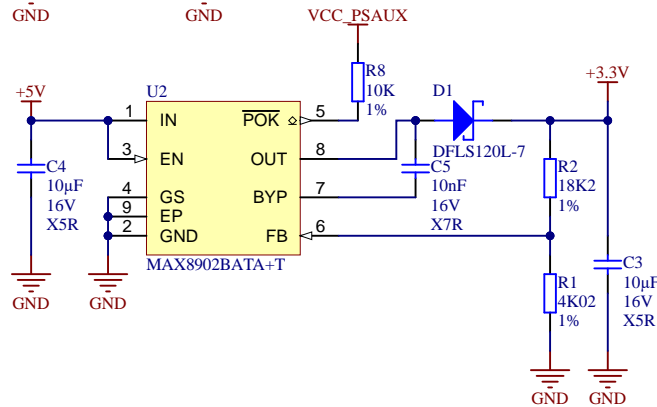 GND
GND
VCC_PSAUX
+5V
U2
R8
10K
1%
D1
+3.3V
1
IN
POK
5
3
EN
OUT
8
DFLS120L-7
C4
10µF
16V
X5R
4
GS
9
EP
2
GND
BYP
7
FB
6
C5
10nF
16V
X7R
R2
18K2
1%
MAX8902BATA+T
R1
4K02
1%
C3
10µF
16V
X5R
GND
GND
GND
GND